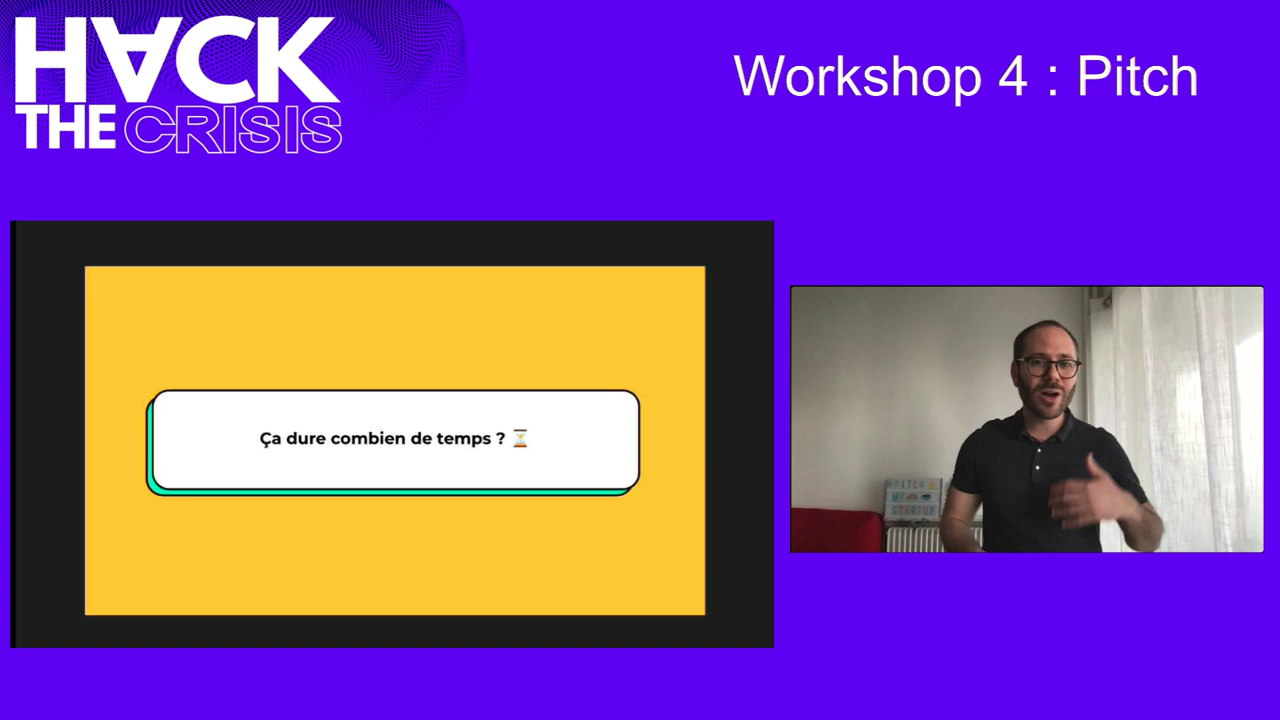 HACK
THE CRISIS
Workshop 4 : Pitch
Ça dure combien de temps ? ⏳
#PITCH
MY
STARTUP